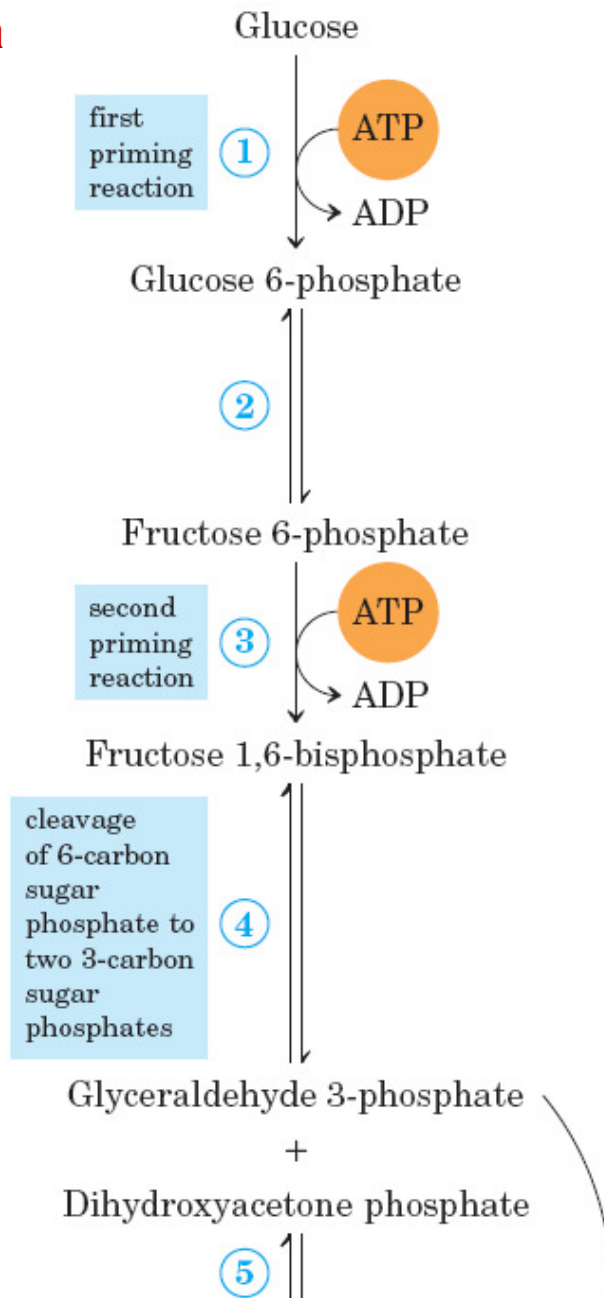 Glucose
first
priming
reaction
1
ATP
ADP
Glucose 6-phosphate
2
Fructose 6-phosphate
second
priming
reaction
3
ATP
ADP
Fructose 1,6-bisphosphate
cleavage
of 6-carbon
sugar
phosphate to
two 3-carbon
sugar
phosphates
4
Glyceraldehyde 3-phosphate
+
Dihydroxyacetone phosphate
5